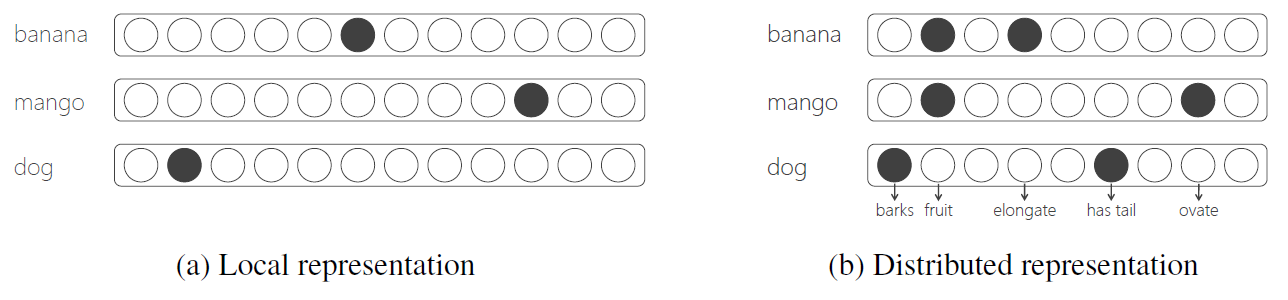 banana
mango
dog
(a) Local representation
banana
mango
dog
barks fruit elongate has tail ovate
(b) Distributed representation